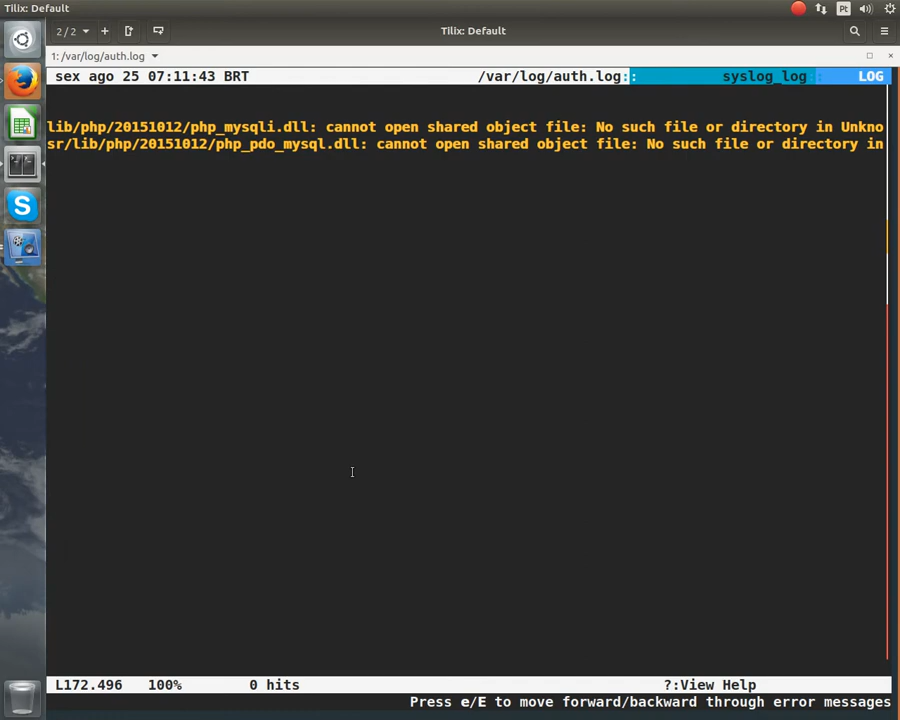 Tilix: Default
Pt
2/2
Tilix: Default
1: /var/log/auth.log
sex ago 25 07:11:43 BRT /var/log/auth.log:: syslog_log : LOG
lib/php/20151012/php_mysqli.dll: cannot open shared object file: No such file or directory in Unkno
sr/lib/php/20151012/php_pdo_mysql.dll: cannot open shared object file: No such file or directory in
S
L172.496 100% 0 hits ?:View Help
Press e/E to move forward/backward through error messages